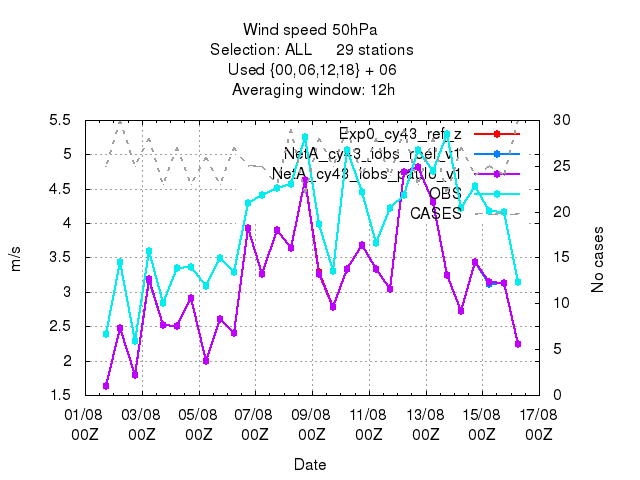 Wind speed 50hPa
Selection: ALL 29 stations
Used {00,06,12,18} + 06
Averaging window: 12h
5.5
5
4.5
4
3.5
3
2.5
2
1.5
30
25
20
15
10
5
0
m/s
No cases
Exp0_cy43_ref_z
NetA_cy43_iobs_roel_v1
NetA_cy43_iobs_paulo_v1
OBS
CASES
01/08 03/08 05/08 07/08 09/08 11/08 13/08 15/08 17/08
00Z 00Z 00Z 00Z 00Z 00Z 00Z 00Z 00Z
Date